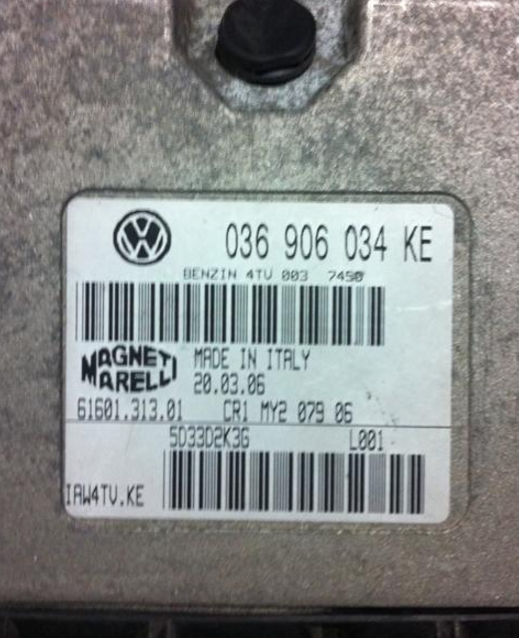 VW 036 906 034 KE
BENZIN 4TV 003 7450
MAGNETI MARELLI
MADE IN ITALY
20.03.06
61601.313.01 CR1 MY2 079 06
5D33D2K3G L001
IAW4TV.KE